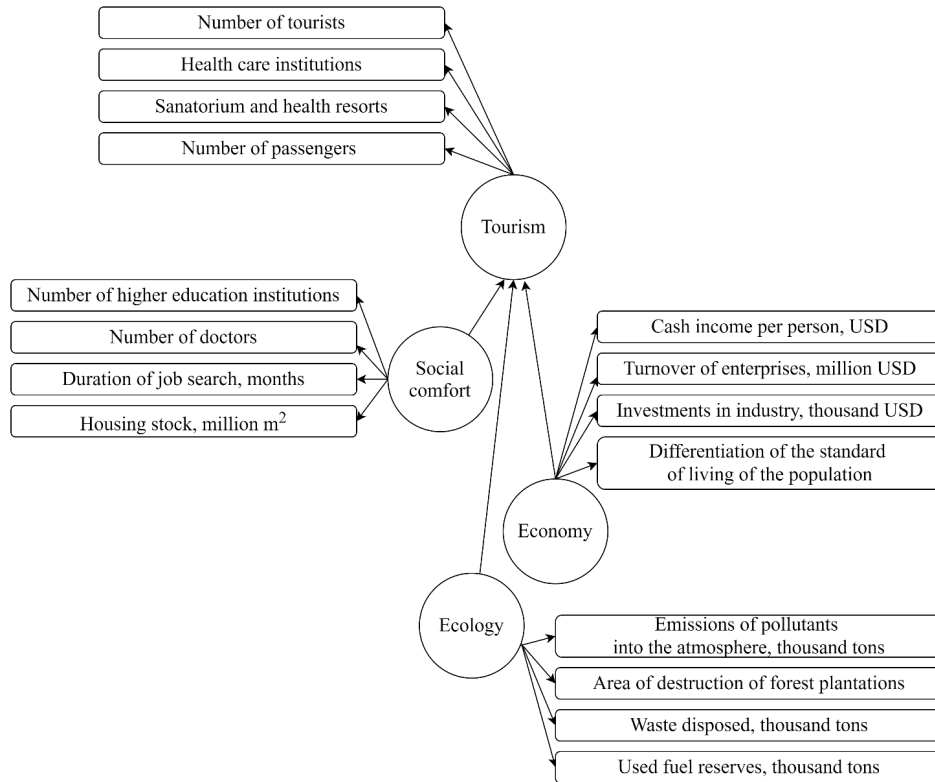 Number of tourists
Health care institutions
Sanatorium and health resorts
Number of passengers
Tourism
Number of higher education institutions
Number of doctors
Duration of job search, months
Housing stock, million m²
Social
comfort
Cash income per person, USD
Turnover of enterprises, million USD
Investments in industry, thousand USD
Differentiation of the standard
of living of the population
Economy
Ecology
Emissions of pollutants
into the atmosphere, thousand tons
Area of destruction of forest plantations
Waste disposed, thousand tons
Used fuel reserves, thousand tons